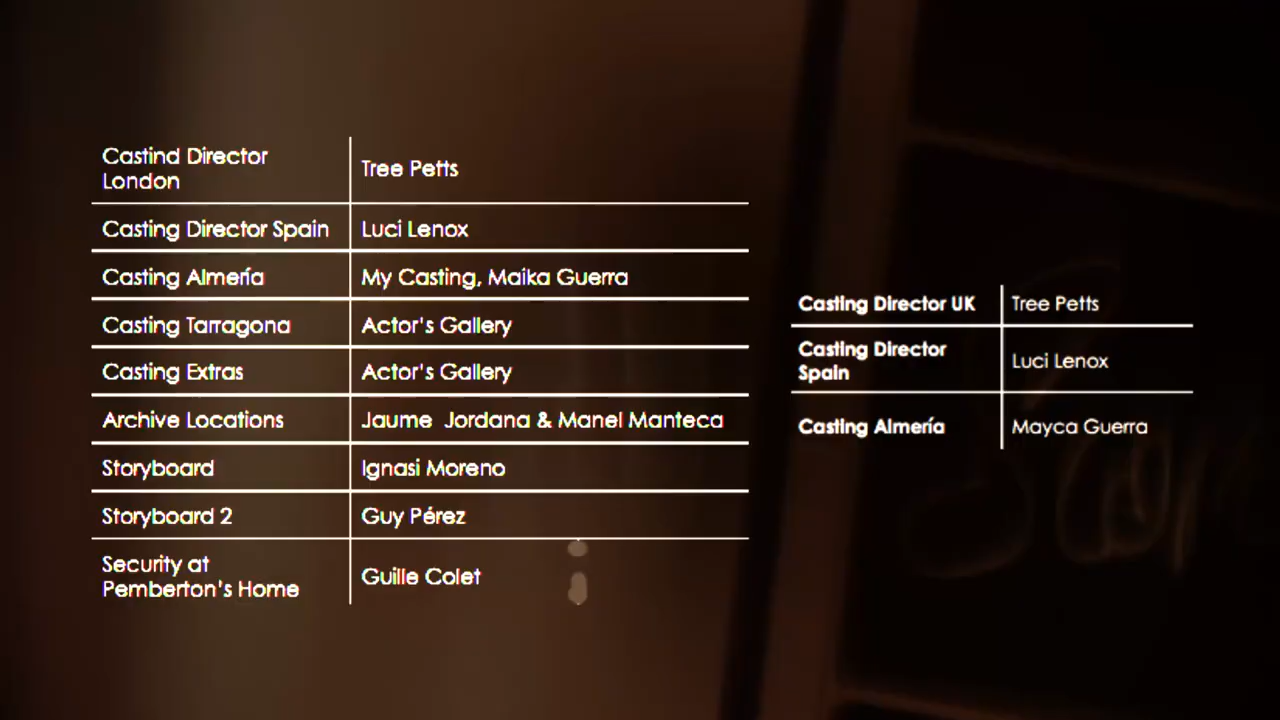 Castind Director
London
Tree Petts
Casting Director Spain
Luci Lenox
Casting Almería
My Casting, Maika Guerra
Casting Tarragona
Actor's Gallery
Casting Extras
Actor's Gallery
Archive Locations
Jaume Jordana & Manel Manteca
Storyboard
Ignasi Moreno
Storyboard 2
Guy Pérez
Security at
Pemberton's Home
Guille Colet
Casting Director UK
Tree Petts
Casting Director
Spain
Luci Lenox
Casting Almería
Mayca Guerra